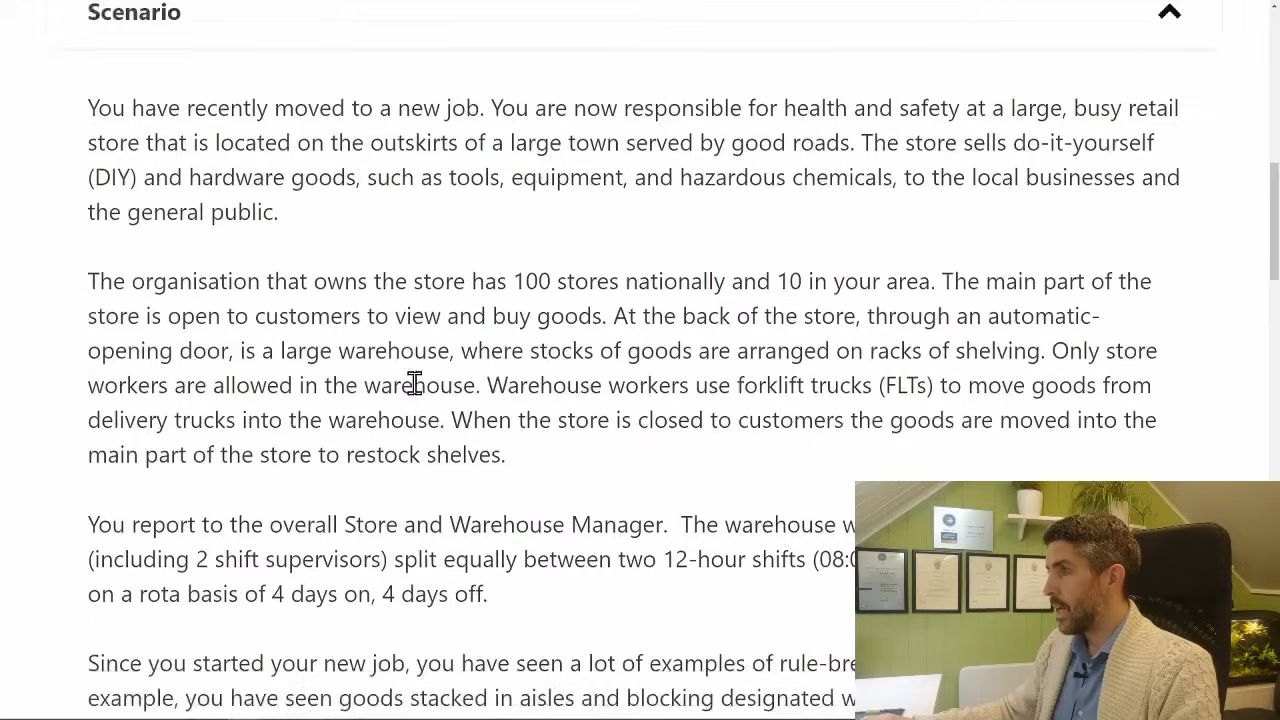 Scenario
You have recently moved to a new job. You are now responsible for health and safety at a large, busy retail
store that is located on the outskirts of a large town served by good roads. The store sells do-it-yourself
(DIY) and hardware goods, such as tools, equipment, and hazardous chemicals, to the local businesses and
the general public.
The organisation that owns the store has 100 stores nationally and 10 in your area. The main part of the
store is open to customers to view and buy goods. At the back of the store, through an automatic-
opening door, is a large warehouse, where stocks of goods are arranged on racks of shelving. Only store
workers are allowed in the warehouse. Warehouse workers use forklift trucks (FLTs) to move goods from
delivery trucks into the warehouse. When the store is closed to customers the goods are moved into the
main part of the store to restock shelves.
You report to the overall Store and Warehouse Manager. The warehouse
(including 2 shift supervisors) split equally between two 12-hour shifts
on a rota basis of 4 days on, 4 days off.
Since you started your new job, you have seen a lot of examples of
example, you have seen goods stacked in aisles and blocking designated